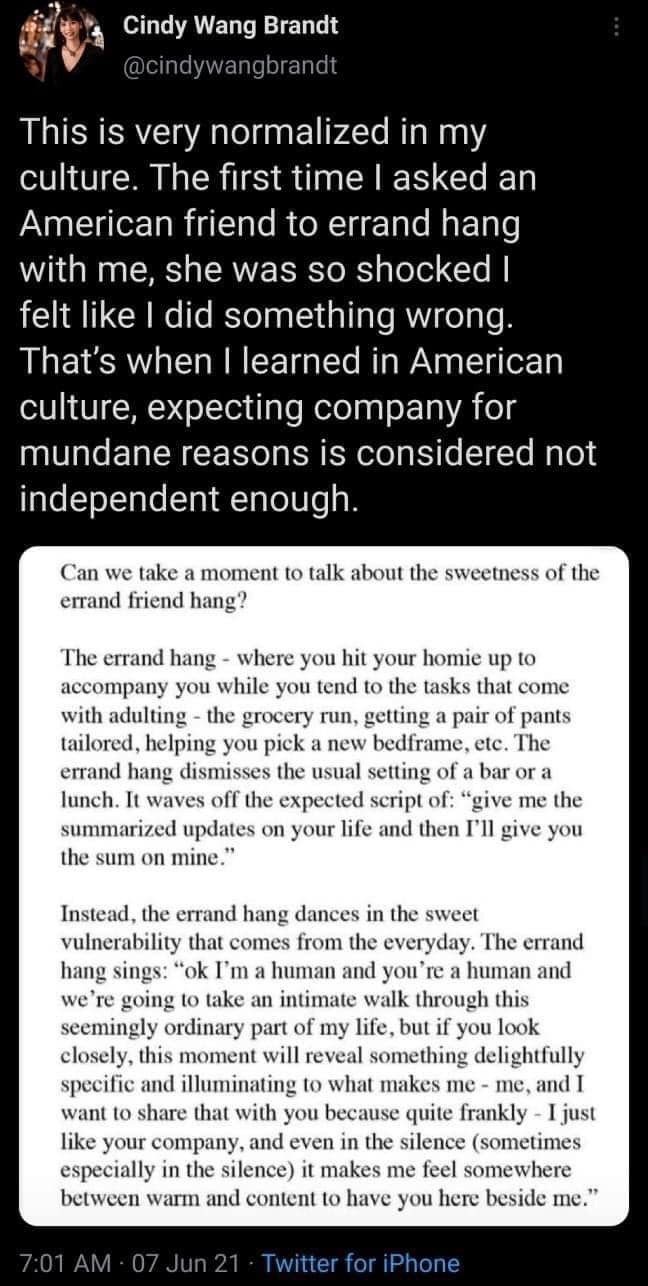 Cindy Wang Brandt
@cindywangbrandt
This is very normalized in my
culture. The first time I asked an
American friend to errand hang
with me, she was so shocked I
felt like I did something wrong.
That's when I learned in American
culture, expecting company for
mundane reasons is considered not
independent enough.
Can we take a moment to talk about the sweetness of the
errand friend hang?
The errand hang - where you hit your homie up to
accompany you while you tend to the tasks that come
with adulting - the grocery run, getting a pair of pants
tailored, helping you pick a new bedframe, etc. The
errand hang dismisses the usual setting of a bar or a
lunch. It waves off the expected script of: “give me the
summarized updates on your life and then I’ll give you
the sum on mine.”
Instead, the errand hang dances in the sweet
vulnerability that comes from the everyday. The errand
hang sings: “ok I’m a human and you’re a human and
we’re going to take an intimate walk through this
seemingly ordinary part of my life, but if you look
closely, this moment will reveal something delightfully
specific and illuminating to what makes me - me, and I
want to share that with you because quite frankly - I just
like your company, and even in the silence (sometimes
especially in the silence) it makes me feel somewhere
between warm and content to have you here beside me.”
7:01 AM · 07 Jun 21 · Twitter for iPhone